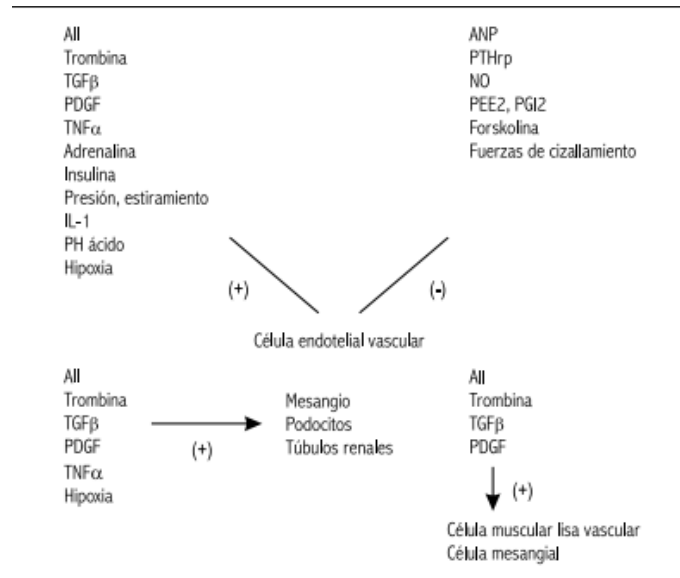 AII
Trombina
TGFβ
PDGF
TNFα
Adrenalina
Insulina
Presión, estiramiento
IL-1
PH ácido
Hipoxia
ANP
PTHrp
NO
PEE2, PGI2
Forskolina
Fuerzas de cizallamiento
(+)
(-)
Célula endotelial vascular
AII
Trombina
TGFβ
PDGF
TNFα
Hipoxia
(+)
Mesangio
Podocitos
Túbulos renales
AII
Trombina
TGFβ
PDGF
(+)
Célula muscular lisa vascular
Célula mesangial